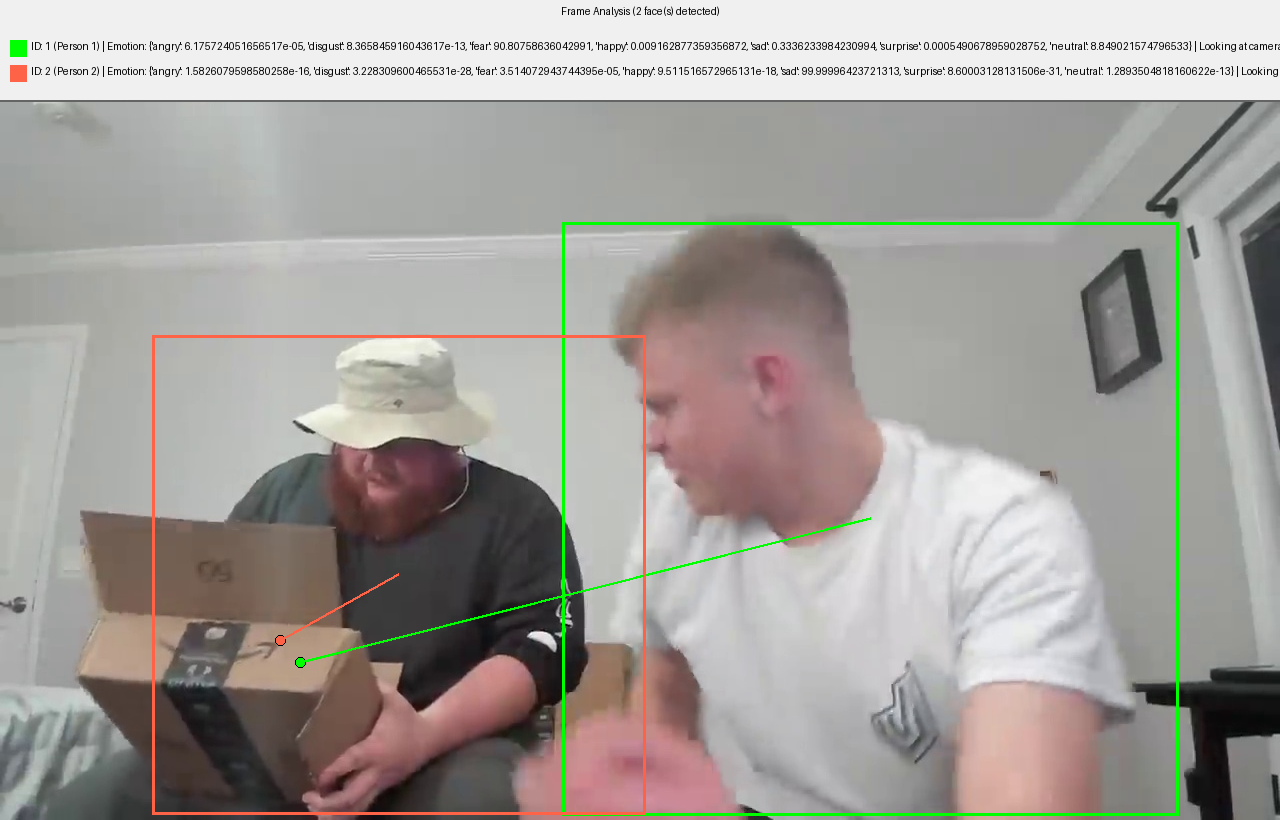 Frame Analysis (2 face(s) detected)
ID: 1 (Person 1) | Emotion: {'angry': 6.175724051656517e-05, 'disgust': 8.365845916043617e-13, 'fear': 90.80758636042991, 'happy': 0.009162877359356872, 'sad': 0.3336233984230994, 'surprise': 0.0005490678959028752, 'neutral': 8.849021574796533} | Looking at camera
ID: 2 (Person 2) | Emotion: {'angry': 1.5826079598580258e-16, 'disgust': 3.228309600465531e-28, 'fear': 3.514072943744395e-05, 'happy': 9.511516572965131e-18, 'sad': 99.99996423721313, 'surprise': 8.60003128131506e-31, 'neutral': 1.2893504818160622e-13} | Looking